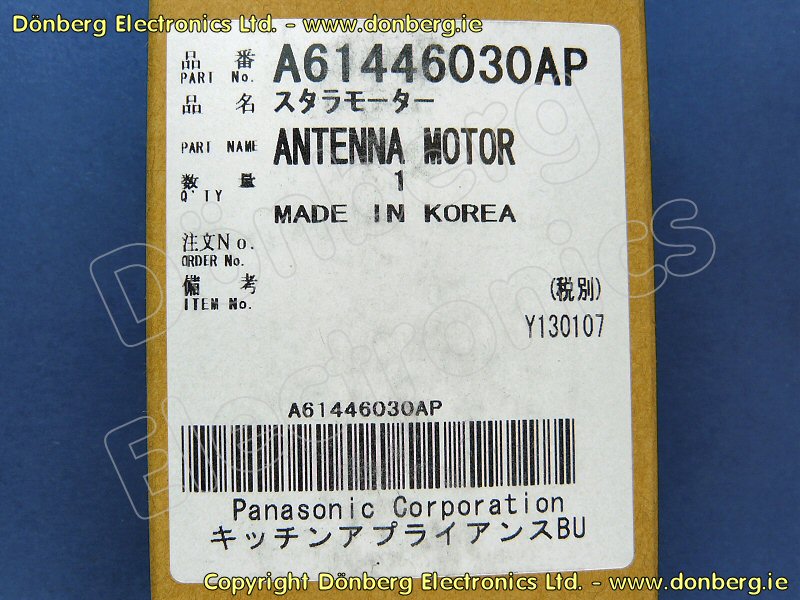 Dönberg Electronics Ltd. - www.donberg.ie
品番 A61446030AP
PART No.
品名 スタラモーター
PART NAME ANTENNA MOTOR
数量 1
Q'TY
MADE IN KOREA
注文No.
ORDER No.
備考
ITEM No.
(税別)
Y130107
A61446030AP
Panasonic Corporation
キッチンアプライアンスBU
Dönberg
Electronics
Copyright Dönberg Electronics Ltd. - www.donberg.ie